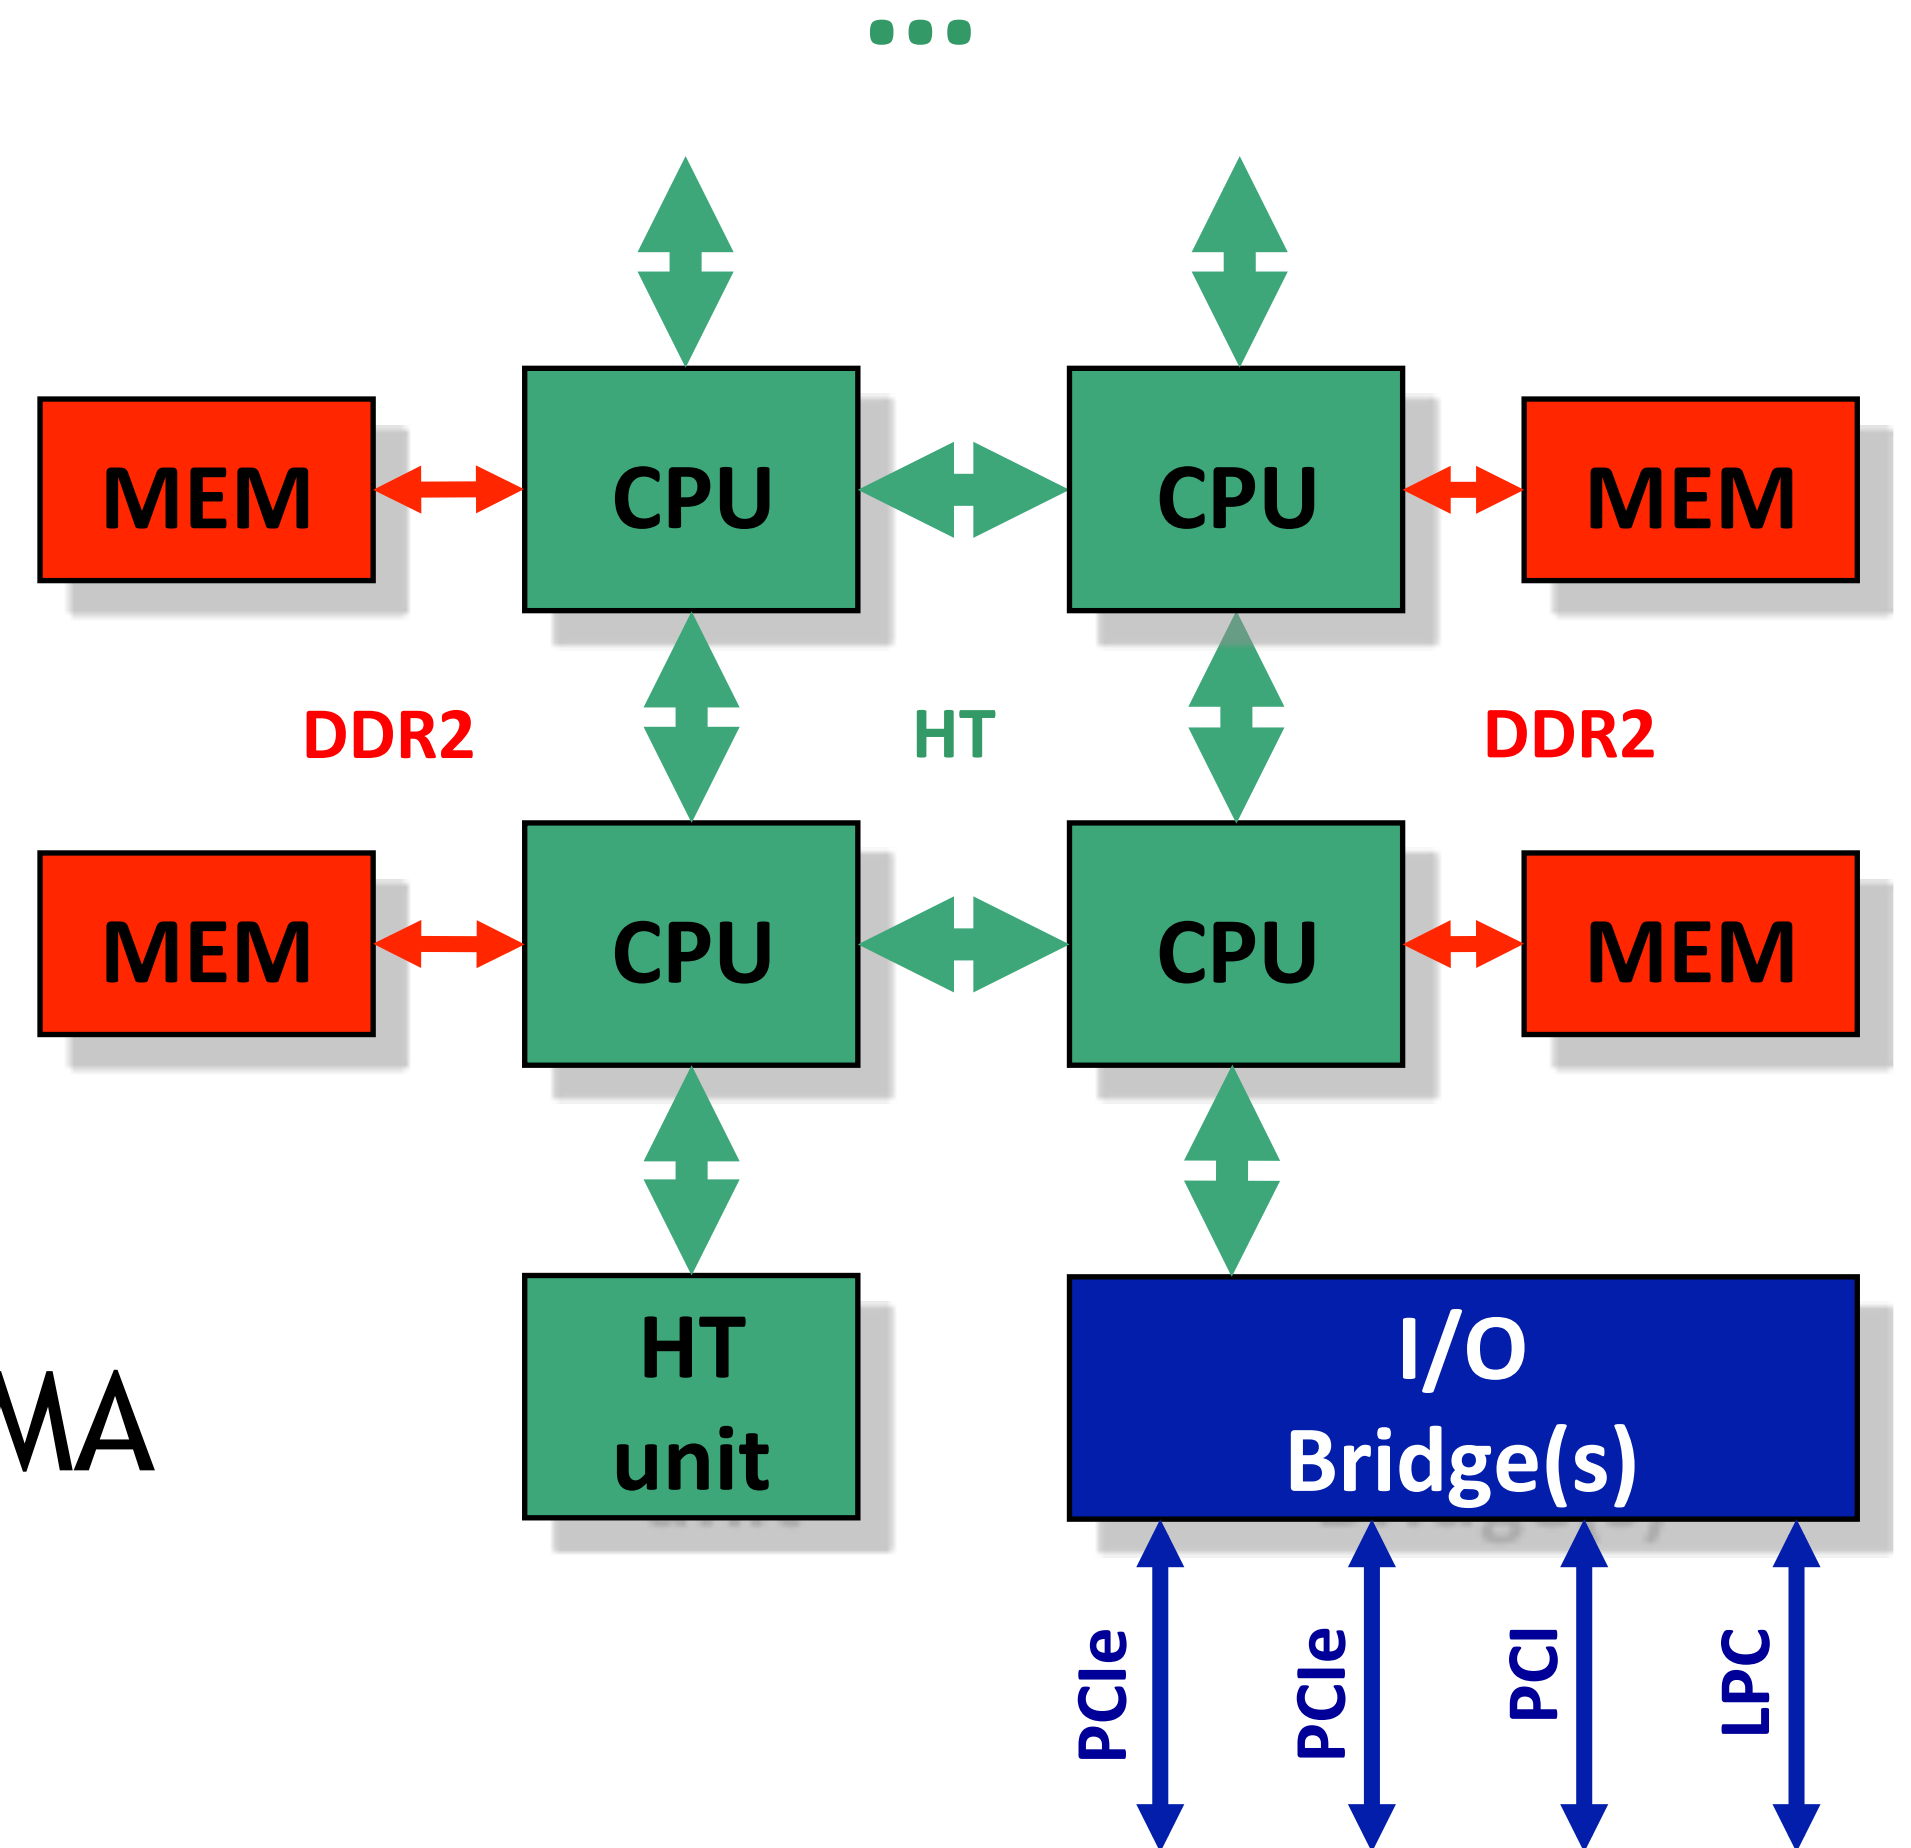 ...
MEM
CPU
CPU
MEM
DDR2
HT
DDR2
MEM
CPU
CPU
MEM
HT
unit
I/O
Bridge(s)
MA
PCIe
PCIe
PCI
LPC